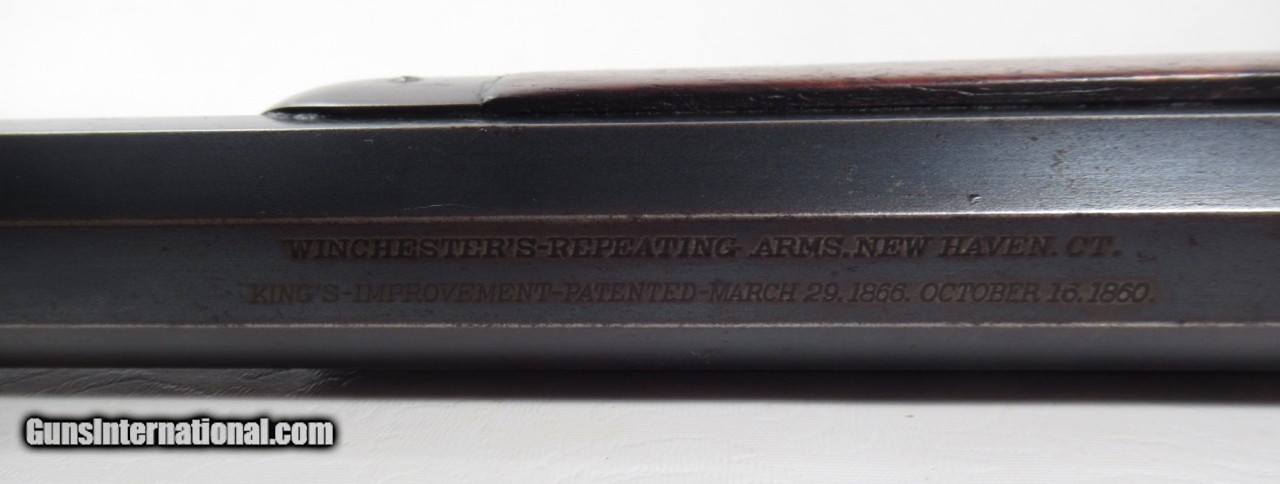 WINCHESTER'S-REPEATING ARMS. NEW HAVEN. CT.
KING'S-IMPROVEMENT-PATENTED-MARCH 29. 1866. OCTOBER 16. 1860.
GunsInternational.com